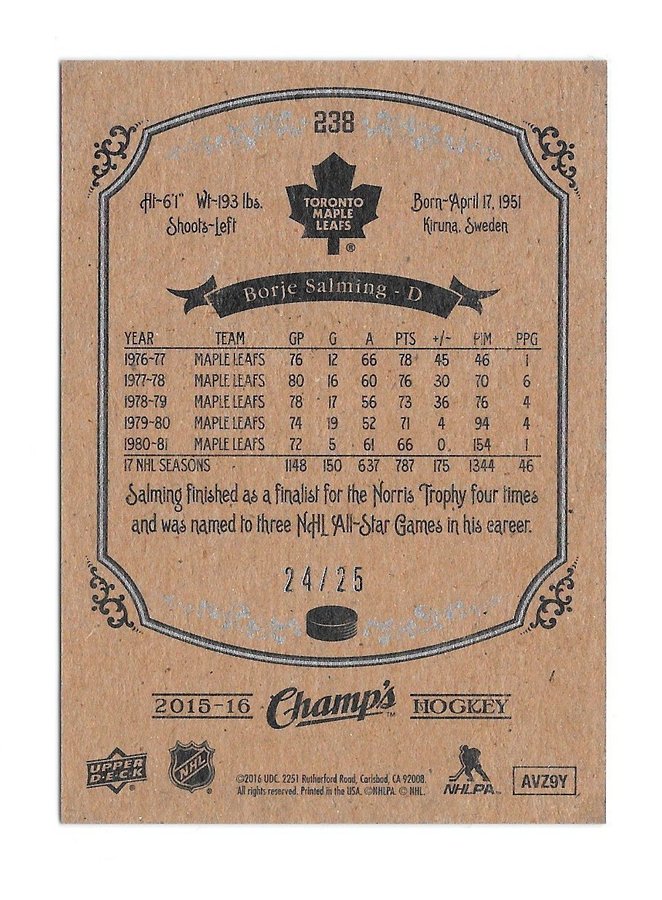 238
Ht-6'1" Wt-193 lbs.
Shoots-Left
TORONTO
MAPLE
LEAFS
®
Born-April 17, 1951
Kiruna, Sweden
Borje Salming - D
YEAR TEAM GP G A PTS +/- PIM PPG
1976-77 MAPLE LEAFS 76 12 66 78 45 46 1
1977-78 MAPLE LEAFS 80 16 60 76 30 70 6
1978-79 MAPLE LEAFS 78 17 56 73 36 76 4
1979-80 MAPLE LEAFS 74 19 52 71 4 94 4
1980-81 MAPLE LEAFS 72 5 61 66 0 154 1
17 NHL SEASONS 1148 150 637 787 175 1344 46
Salming finished as a finalist for the Norris Trophy four times
and was named to three NHL All-Star Games in his career.
24/25
2015-16 Champ's™ HOCKEY
UPPER
DECK
NHL
®
©2016 UDC. 2251 Rutherford Road, Carlsbad, CA 92008.
All rights reserved. Printed in the USA. ©NHLPA. © NHL.
NHLPA™
AVZ9Y